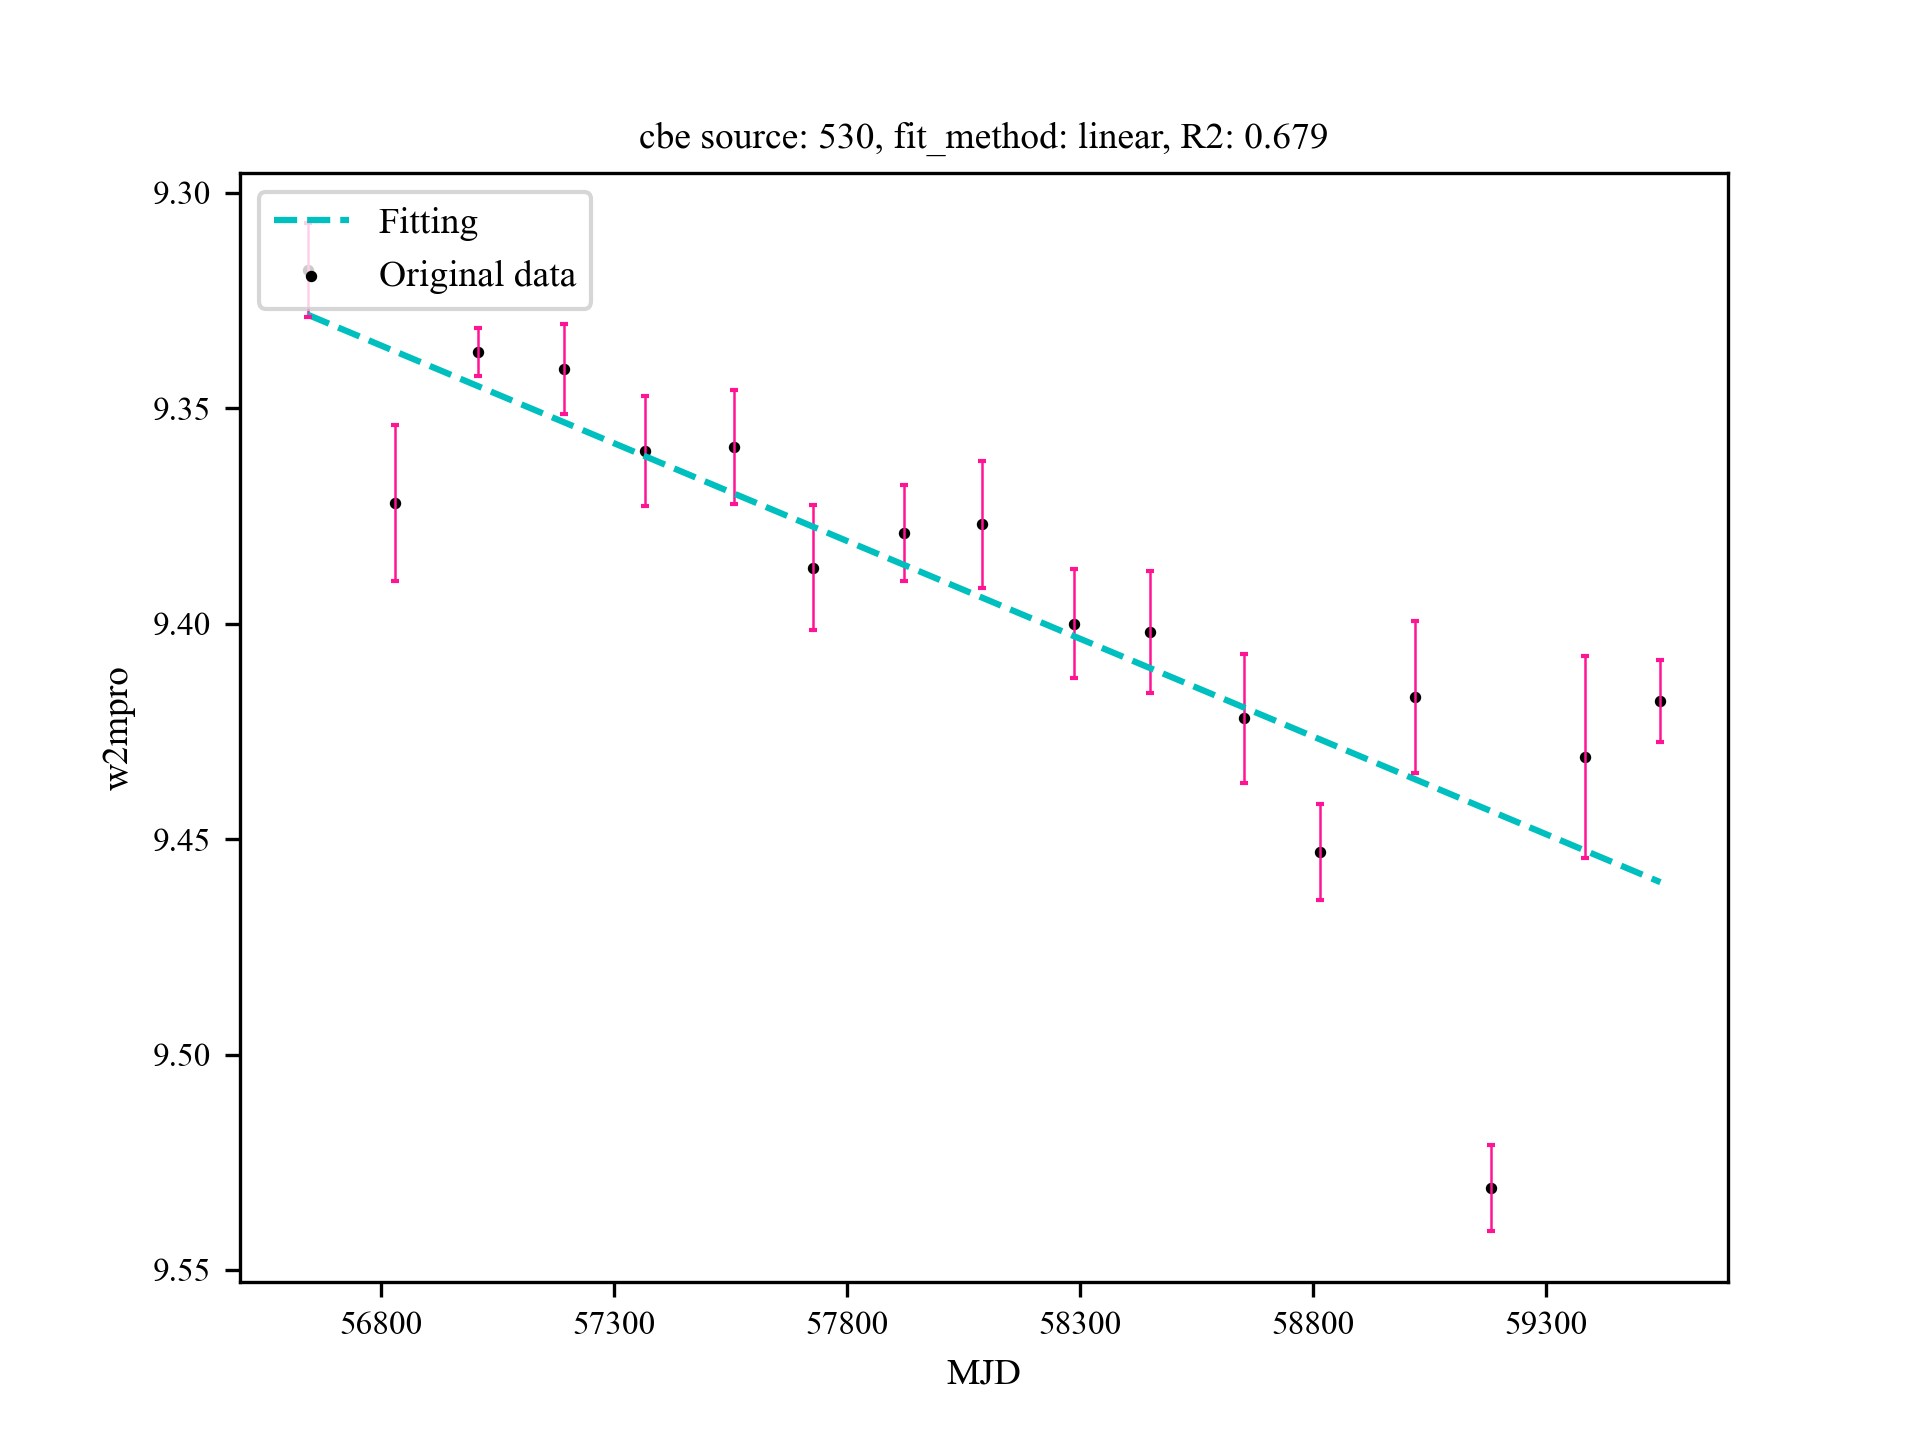 cbe source: 530, fit_method: linear, R2: 0.679
Fitting
Original data
9.30
9.35
9.40
9.45
9.50
9.55
w2mpro
56800
57300
57800
58300
58800
59300
MJD